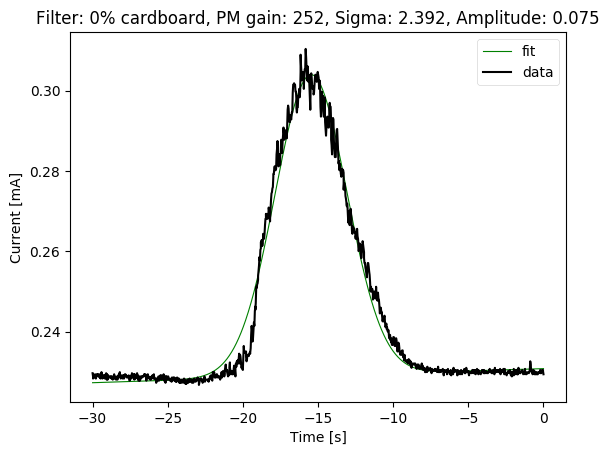 Filter: 0% cardboard, PM gain: 252, Sigma: 2.392, Amplitude: 0.075
fit
data
0.30
0.28
0.26
0.24
Current [mA]
−30 −25 −20 −15 −10 −5 0
Time [s]